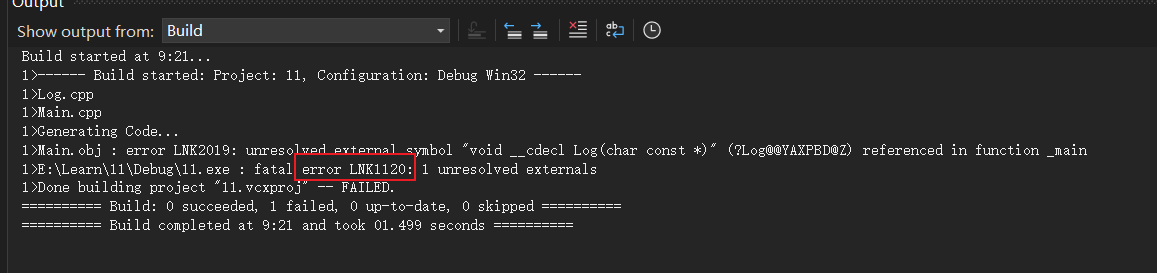 Output
Show output from: Build
Build started at 9:21...
1>------ Build started: Project: 11, Configuration: Debug Win32 ------
1>Log.cpp
1>Main.cpp
1>Generating Code...
1>Main.obj : error LNK2019: unresolved external symbol "void __cdecl Log(char const *)" (?Log@@YAXPBD@Z) referenced in function _main
1>E:\Learn\11\Debug\11.exe : fatal error LNK1120: 1 unresolved externals
1>Done building project "11.vcxproj" -- FAILED.
========== Build: 0 succeeded, 1 failed, 0 up-to-date, 0 skipped ==========
========== Build completed at 9:21 and took 01.499 seconds ==========